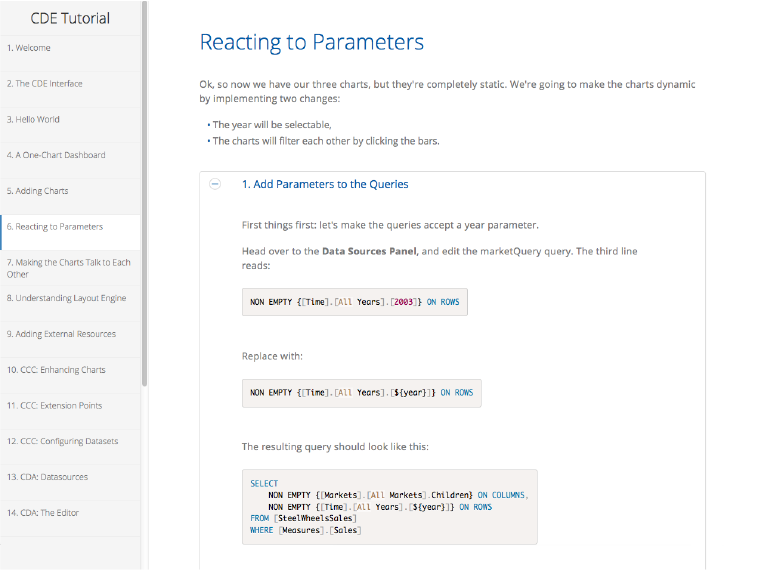 CDE Tutorial
1. Welcome
2. The CDE Interface
3. Hello World
4. A One-Chart Dashboard
5. Adding Charts
6. Reacting to Parameters
7. Making the Charts Talk to Each
Other
8. Understanding Layout Engine
9. Adding External Resources
10. CCC: Enhancing Charts
11. CCC: Extension Points
12. CCC: Configuring Datasets
13. CDA: Datasources
14. CDA: The Editor
Reacting to Parameters
Ok, so now we have our three charts, but they're completely static. We're going to make the charts dynamic
by implementing two changes:
• The year will be selectable,
• The charts will filter each other by clicking the bars.
1. Add Parameters to the Queries
First things first: let's make the queries accept a year parameter.
Head over to the Data Sources Panel, and edit the marketQuery query. The third line
reads:
NON EMPTY {[Time].[All Years].[2003]} ON ROWS
Replace with:
NON EMPTY {[Time].[All Years].[${year}]} ON ROWS
The resulting query should look like this:
SELECT
NON EMPTY {[Markets].[All Markets].Children} ON COLUMNS,
NON EMPTY {[Time].[All Years].[${year}]} ON ROWS
FROM [SteelWheelsSales]
WHERE [Measures].[Sales]